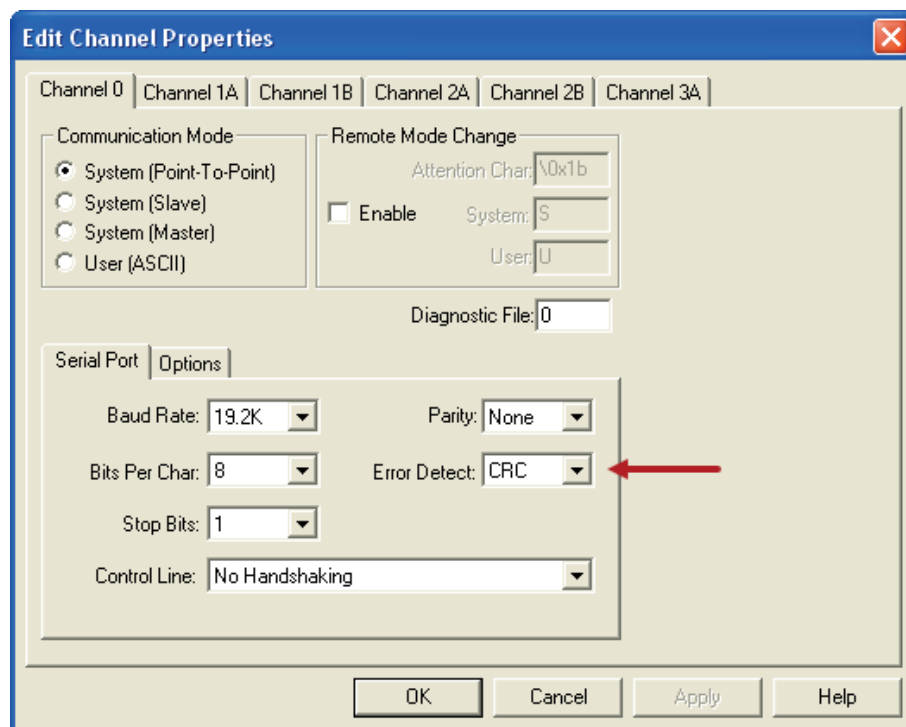 Edit Channel Properties
Channel 0 Channel 1A Channel 1B Channel 2A Channel 2B Channel 3A
Communication Mode
System (Point-To-Point)
System (Slave)
System (Master)
User (ASCII)
Remote Mode Change
Attention Char: \0x1b
Enable System: S
User: U
Diagnostic File: 0
Serial Port Options
Baud Rate: 19.2K Parity: None
Bits Per Char: 8 Error Detect: CRC
Stop Bits: 1
Control Line: No Handshaking
OK Cancel Apply Help